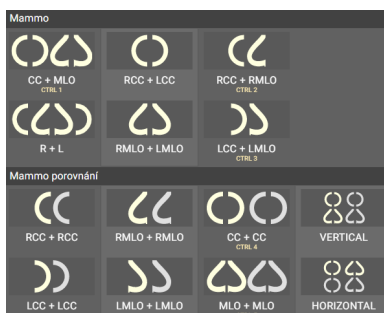 Mammo
CC + MLO
CTRL 1
RCC + LCC
RCC + RMLO
CTRL 2
R + L
RMLO + LMLO
LCC + LMLO
CTRL 3
Mammo porovnání
RCC + RCC
RMLO + RMLO
CC + CC
CTRL 4
VERTICAL
LCC + LCC
LMLO + LMLO
MLO + MLO
HORIZONTAL